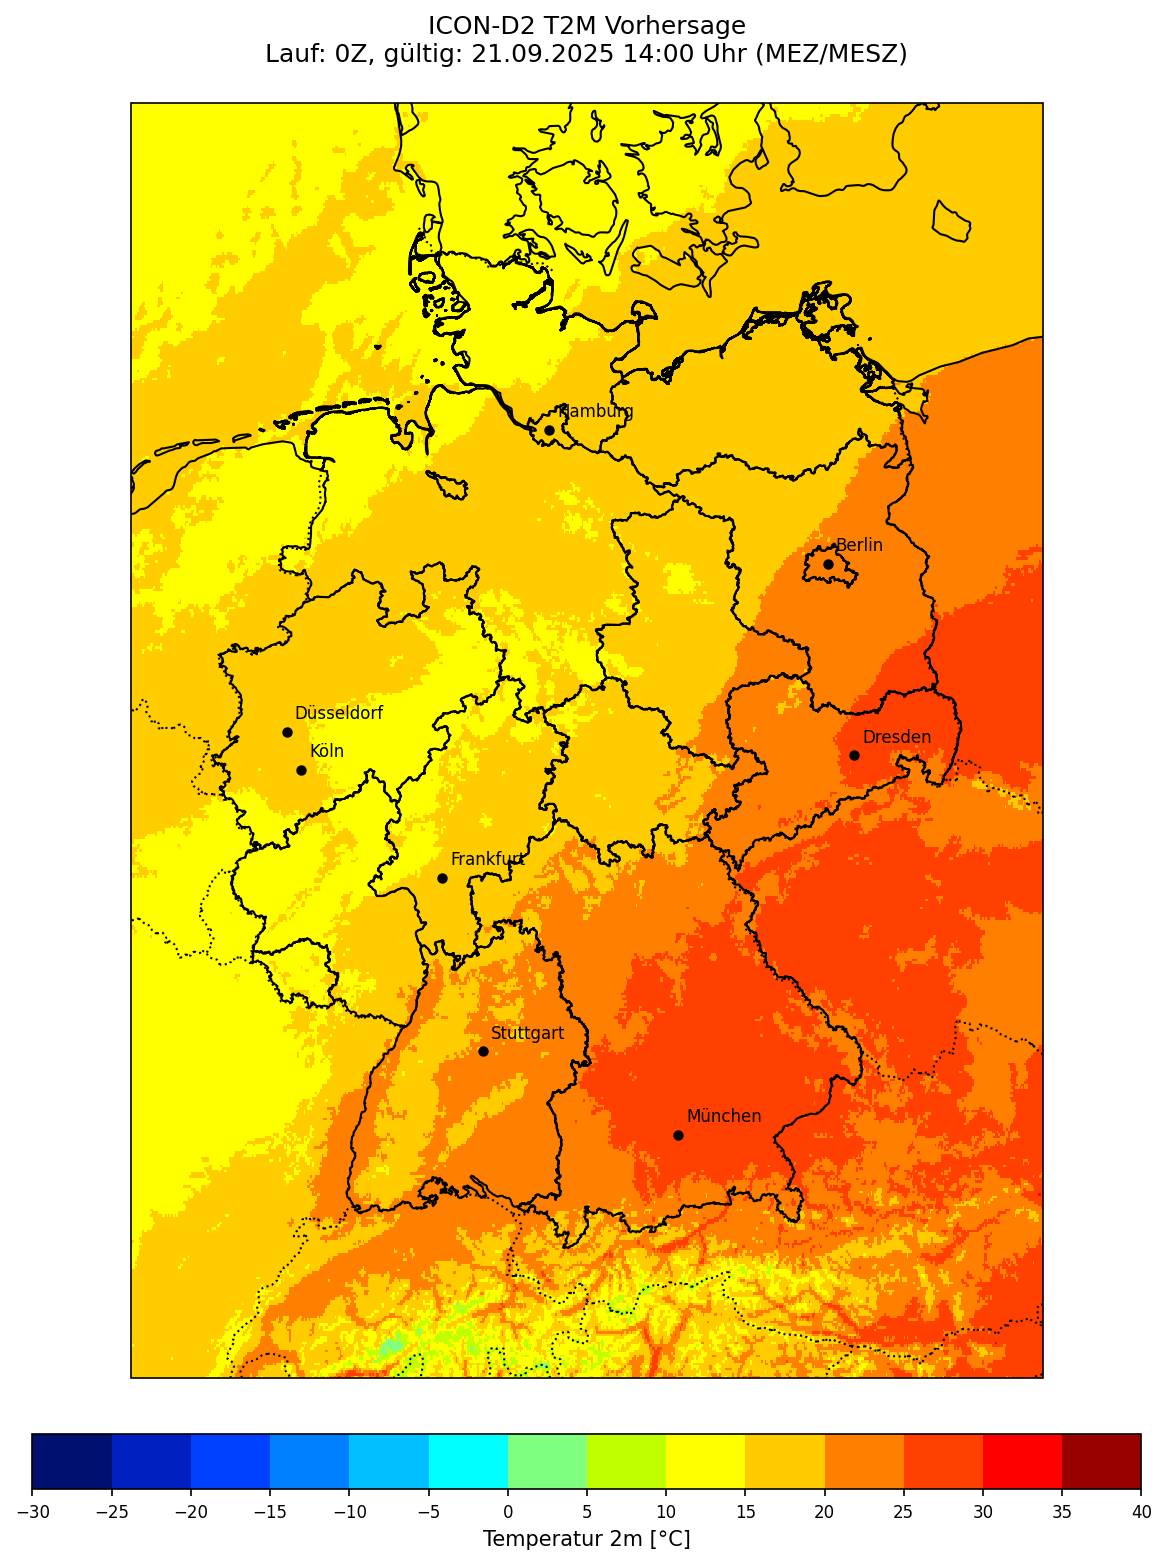 ICON-D2 T2M Vorhersage
Lauf: 0Z, gültig: 21.09.2025 14:00 Uhr (MEZ/MESZ)
Hamburg
Berlin
Düsseldorf
Dresden
Köln
Frankfurt
Stuttgart
München
−30 −25 −20 −15 −10 −5 0 5 10 15 20 25 30 35 40
Temperatur 2m [°C]